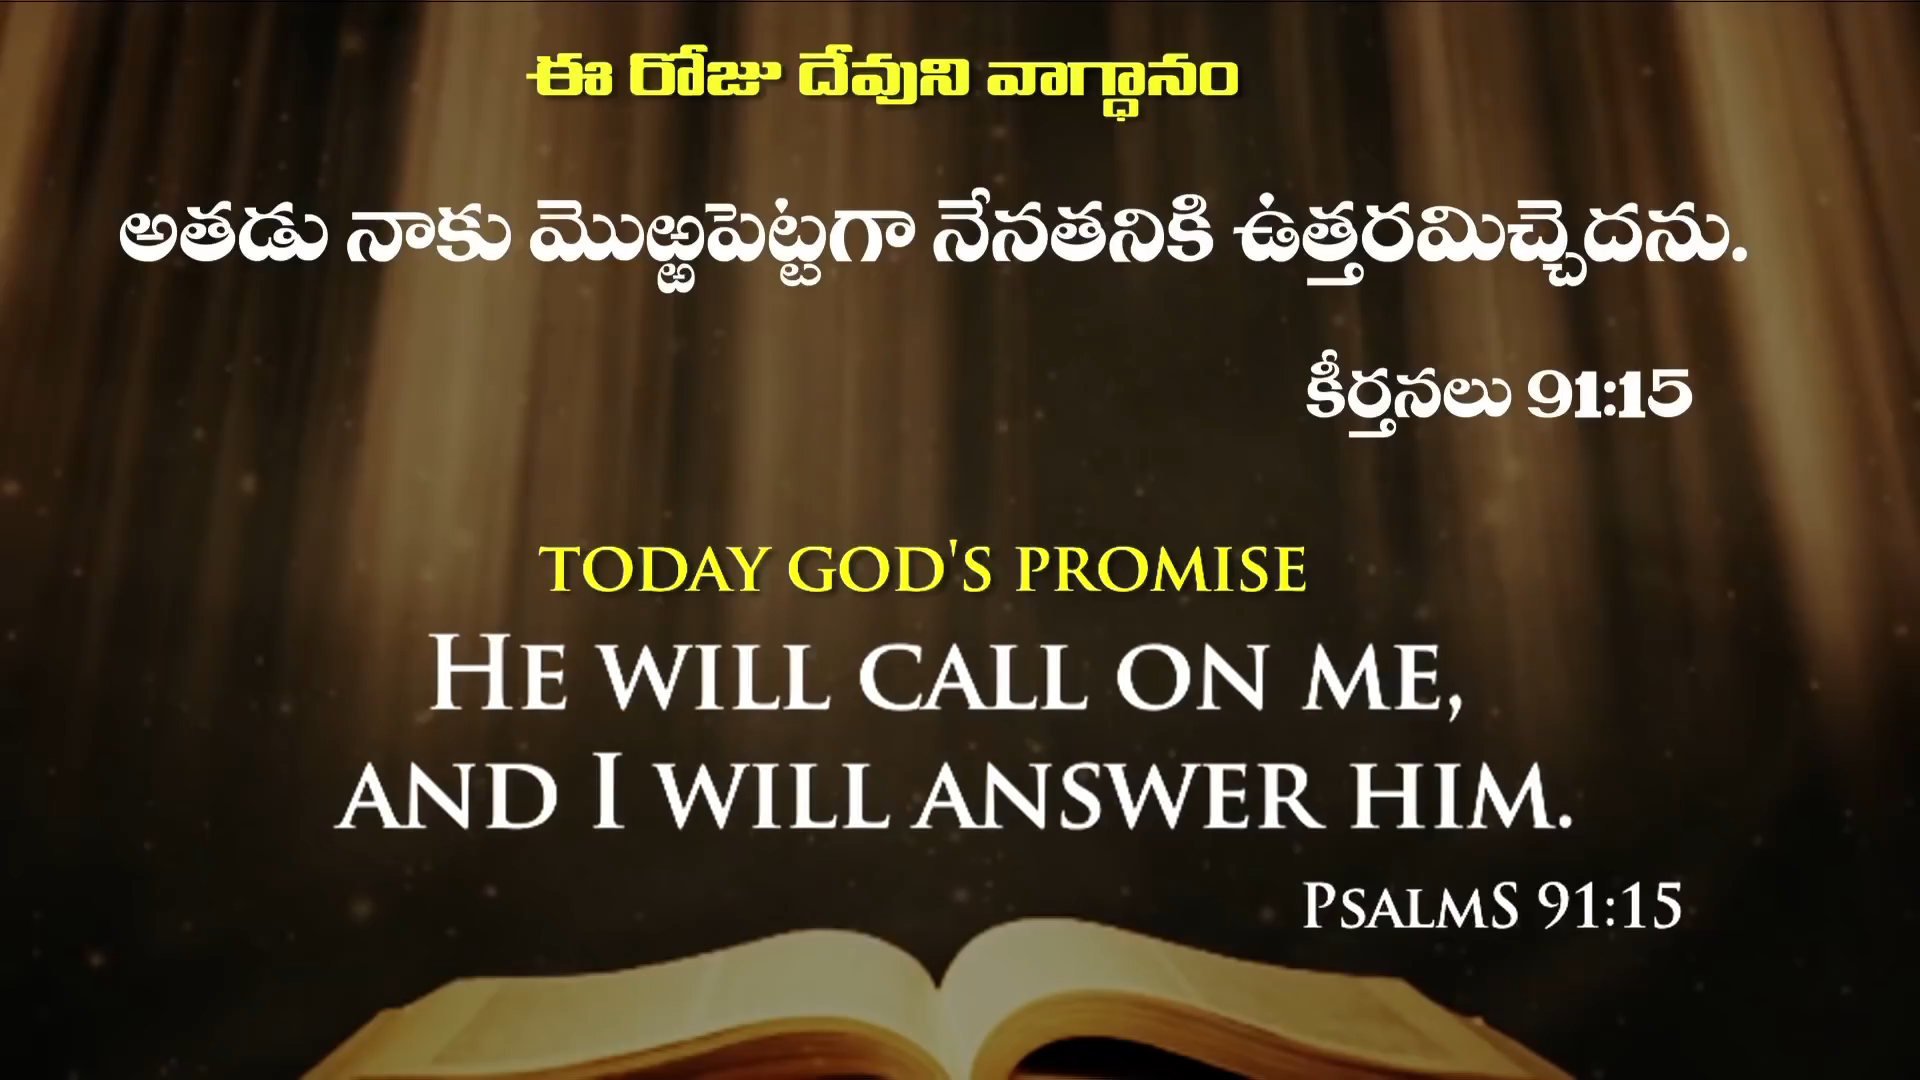 ఈ రోజు దేవుని వాగ్ధానం
అతడు నాకు మొఱ్ఱపెట్టగా నేనతనికి ఉత్తరమిచ్చెదను.
కీర్తనలు 91:15
TODAY GOD'S PROMISE
HE WILL CALL ON ME,
AND I WILL ANSWER HIM.
PSALMS 91:15